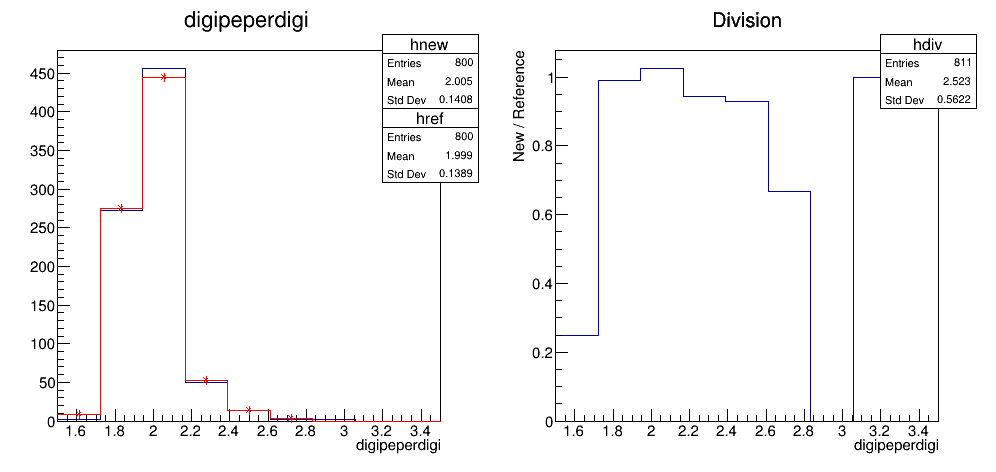 digipeperdigi
hnew
Entries 800
Mean 2.005
Std Dev 0.1408
href
Entries 800
Mean 1.999
Std Dev 0.1389
450
400
350
300
250
200
150
100
50
0
1.6 1.8 2 2.2 2.4 2.6 2.8 3 3.2 3.4
digipeperdigi
Division
hdiv
Entries 811
Mean 2.523
Std Dev 0.5622
New / Reference
1
0.8
0.6
0.4
0.2
0
1.6 1.8 2 2.2 2.4 2.6 2.8 3 3.2 3.4
digipeperdigi